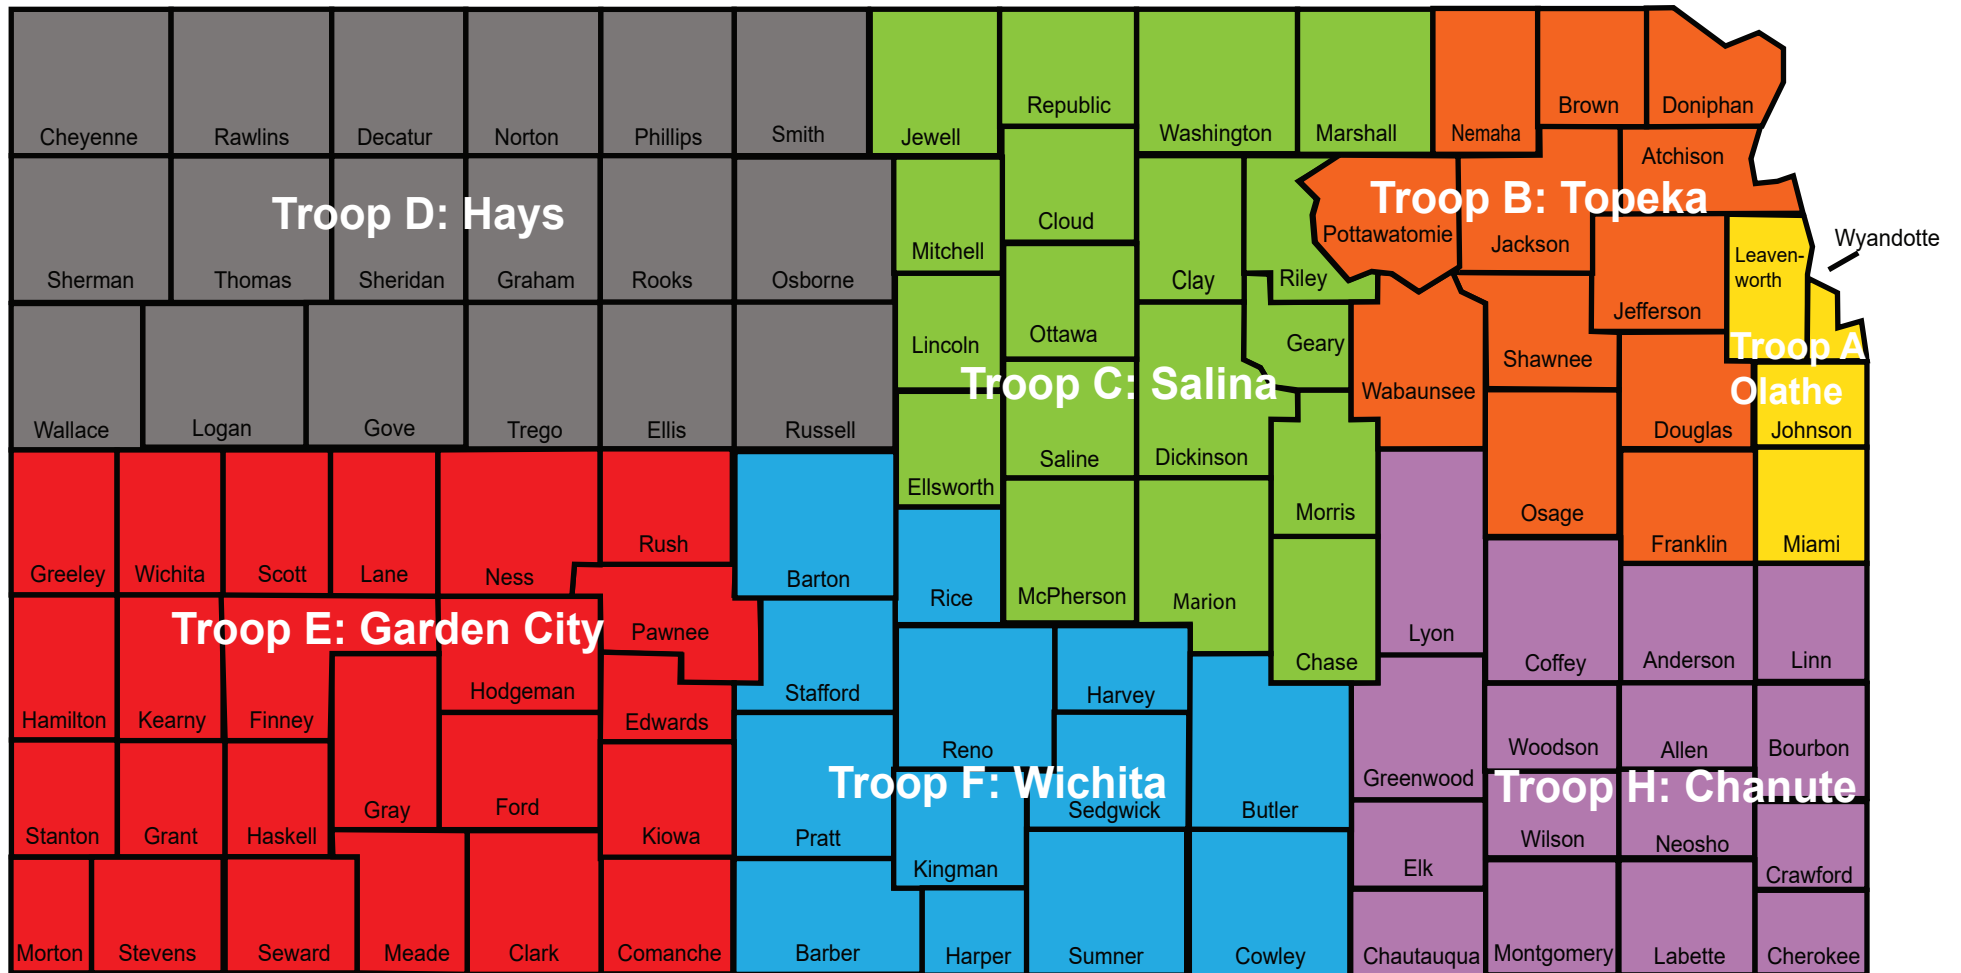 Republic
Brown
Doniphan
Cheyenne
Rawlins
Decatur
Norton
Phillips
Smith
Jewell
Washington
Marshall
Nemaha
Atchison
Troop D: Hays
Troop B: Topeka
Cloud
Pottawatomie
Jackson
Wyandotte
Mitchell
Leaven-
worth
Sherman
Thomas
Sheridan
Graham
Rooks
Osborne
Clay
Riley
Jefferson
Lincoln
Ottawa
Geary
Shawnee
Troop A
Olathe
Troop C: Salina
Wabaunsee
Wallace
Logan
Gove
Trego
Ellis
Russell
Douglas
Johnson
Saline
Dickinson
Ellsworth
Morris
Osage
Rush
Franklin
Miami
Greeley
Wichita
Scott
Lane
Ness
Barton
Rice
McPherson
Marion
Troop E: Garden City
Pawnee
Lyon
Chase
Coffey
Anderson
Linn
Hodgeman
Stafford
Harvey
Hamilton
Kearny
Finney
Edwards
Reno
Woodson
Allen
Bourbon
Troop F: Wichita
Greenwood
Troop H: Chanute
Gray
Ford
Sedgwick
Butler
Stanton
Grant
Haskell
Kiowa
Pratt
Wilson
Neosho
Kingman
Elk
Crawford
Morton
Stevens
Seward
Meade
Clark
Comanche
Barber
Harper
Sumner
Cowley
Chautauqua
Montgomery
Labette
Cherokee